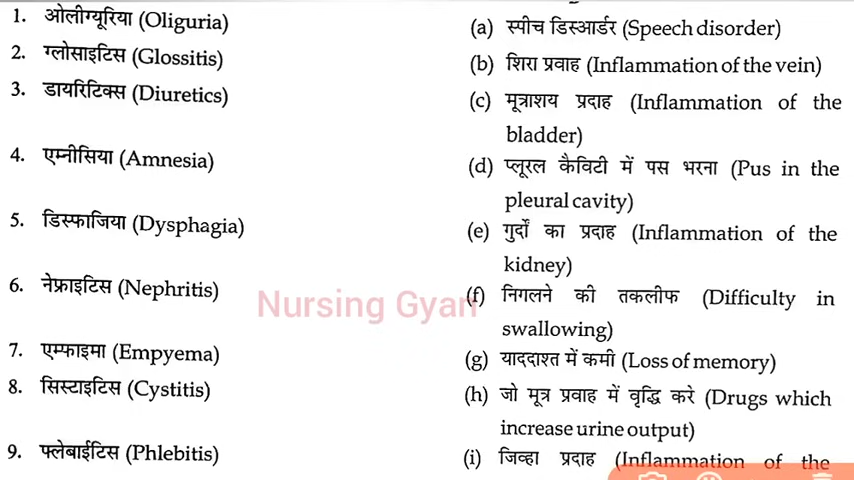 1. ओलीग्यूरिया (Oliguria)
2. ग्लोसाइटिस (Glossitis)
3. डायरिटिक्स (Diuretics)
4. एम्नीसिया (Amnesia)
5. डिस्फाजिया (Dysphagia)
6. नेफ्राइटिस (Nephritis)
7. एम्फाइमा (Empyema)
8. सिस्टाइटिस (Cystitis)
9. फ्लेबाईटिस (Phlebitis)
(a) स्पीच डिस्आर्डर (Speech disorder)
(b) शिरा प्रवाह (Inflammation of the vein)
(c) मूत्राशय प्रदाह (Inflammation of the
bladder)
(d) प्लूरल कैविटी में पस भरना (Pus in the
pleural cavity)
(e) गुर्दों का प्रदाह (Inflammation of the
kidney)
(f) निगलने की तकलीफ (Difficulty in
swallowing)
(g) याददाश्त में कमी (Loss of memory)
(h) जो मूत्र प्रवाह में वृद्धि करे (Drugs which
increase urine output)
(i) जिव्हा प्रदाह (Inflammation of the
Nursing Gyan